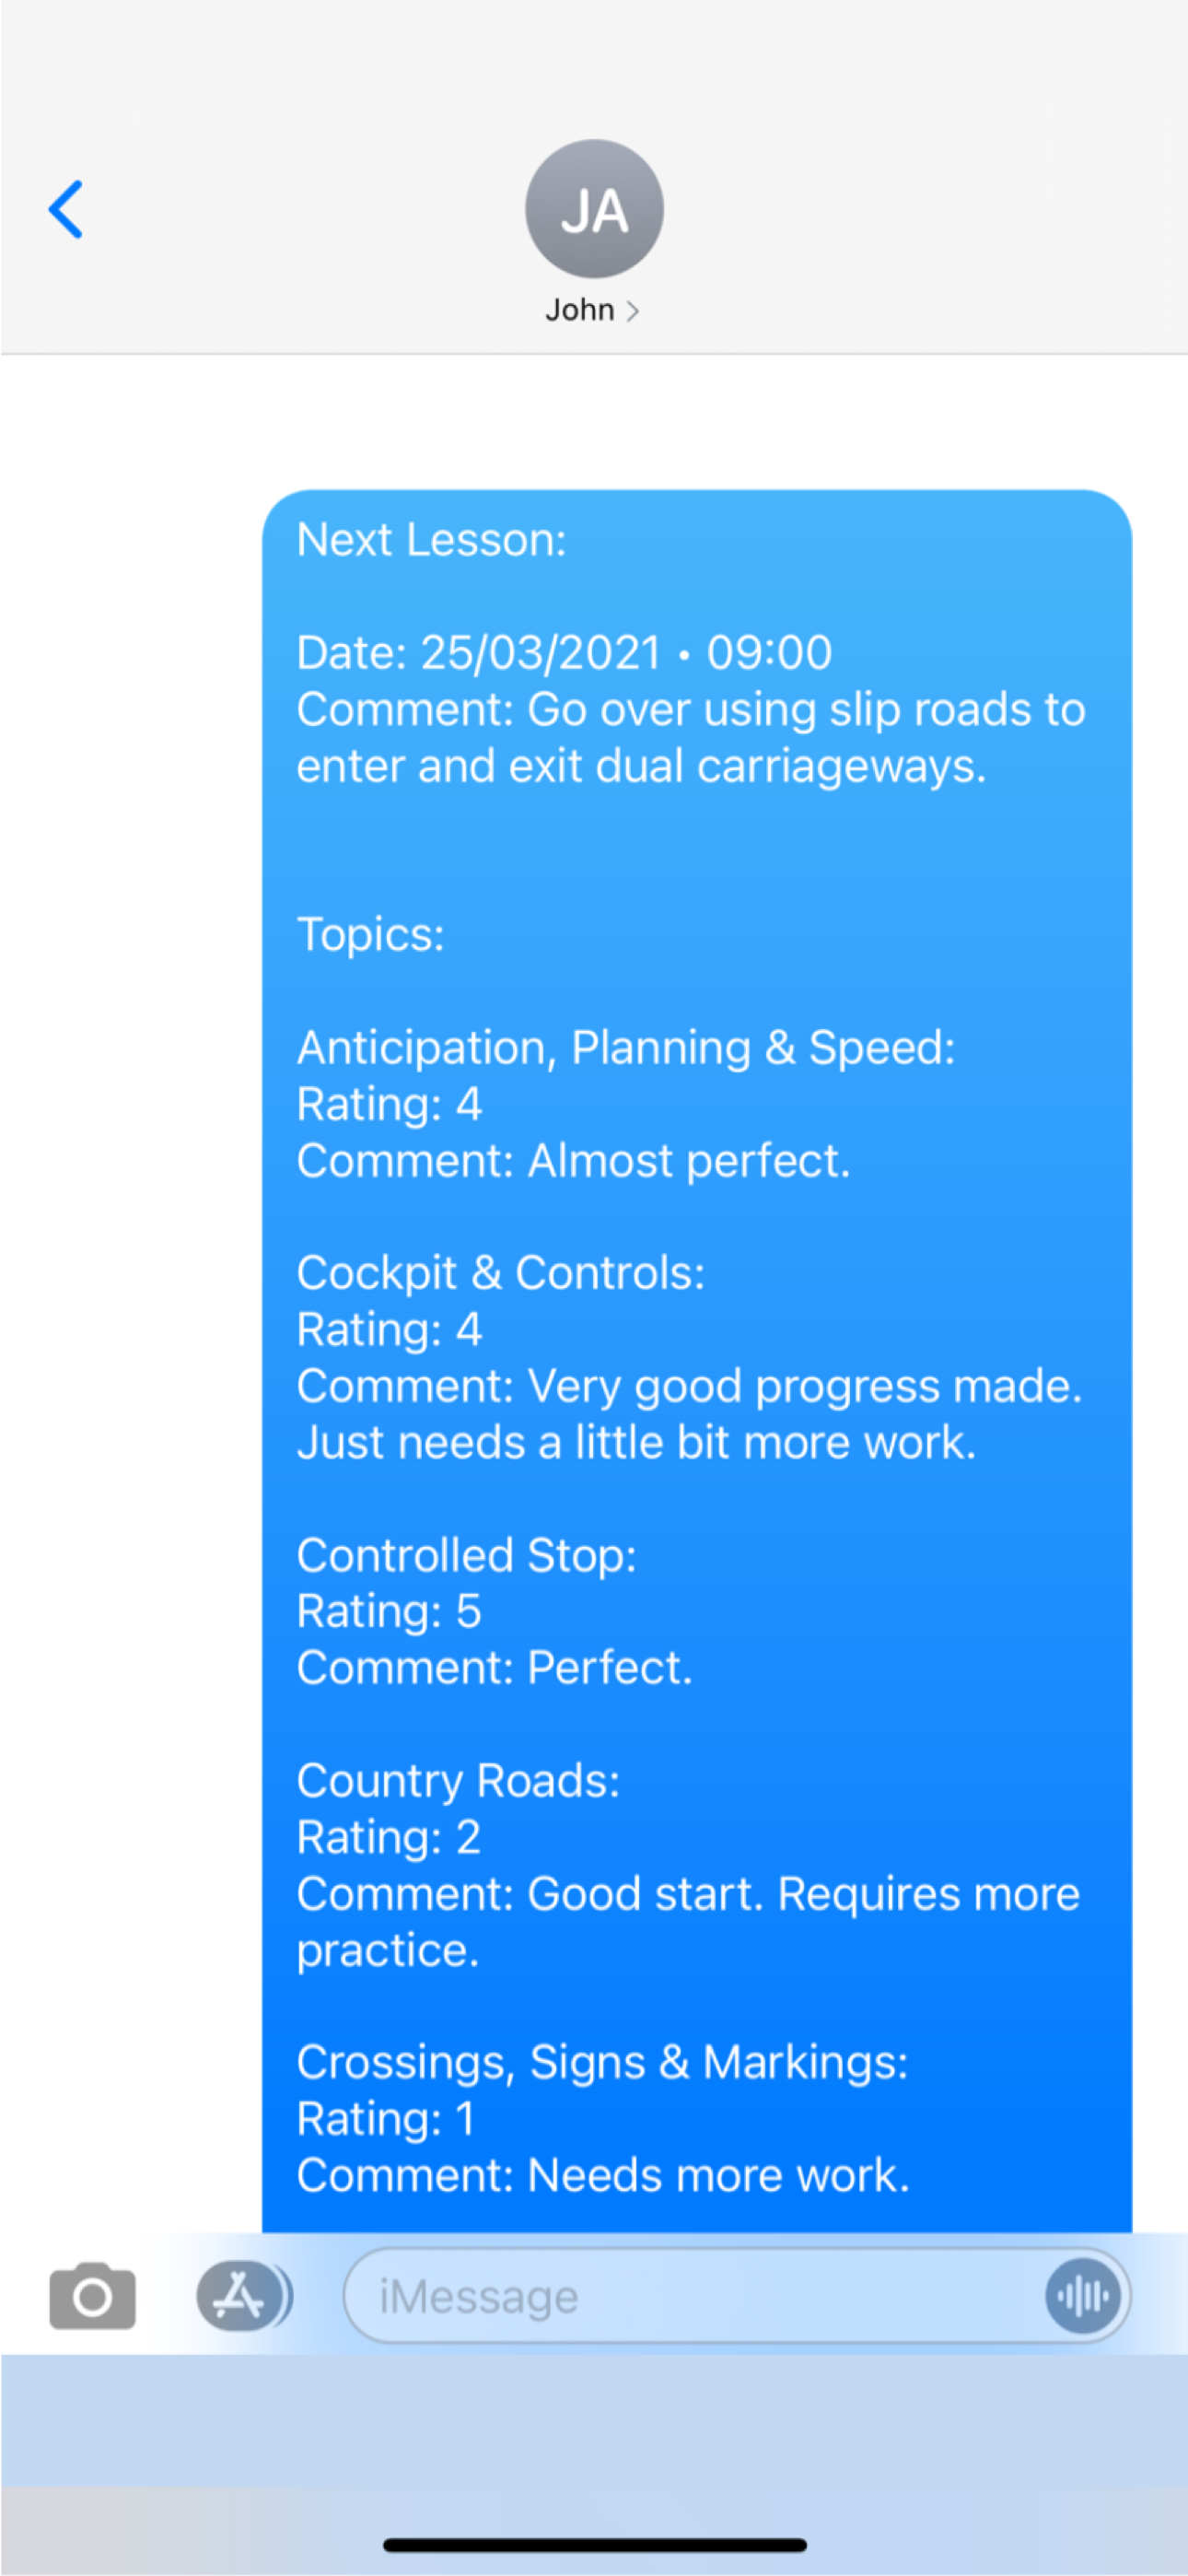 JA
John
Next Lesson:
Date: 25/03/2021 • 09:00
Comment: Go over using slip roads to
enter and exit dual carriageways.
Topics:
Anticipation, Planning & Speed:
Rating: 4
Comment: Almost perfect.
Cockpit & Controls:
Rating: 4
Comment: Very good progress made.
Just needs a little bit more work.
Controlled Stop:
Rating: 5
Comment: Perfect.
Country Roads:
Rating: 2
Comment: Good start. Requires more
practice.
Crossings, Signs & Markings:
Rating: 1
Comment: Needs more work.
iMessage